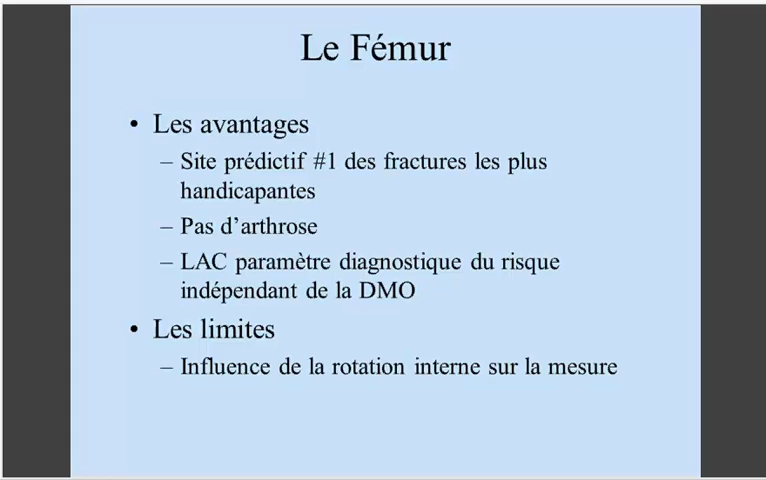 Le Fémur
• Les avantages
– Site prédictif #1 des fractures les plus
handicapantes
– Pas d’arthrose
– LAC paramètre diagnostique du risque
indépendant de la DMO
• Les limites
– Influence de la rotation interne sur la mesure